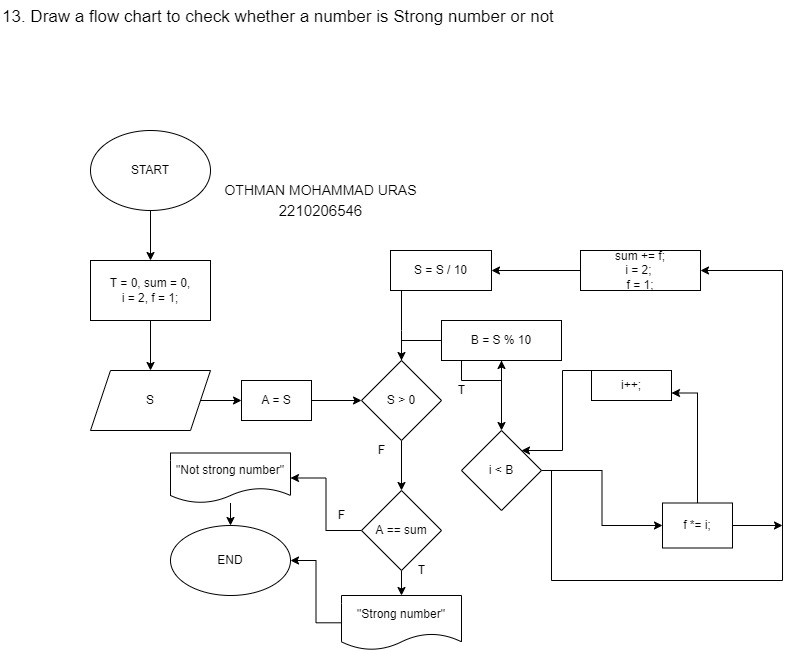 13. Draw a flow chart to check whether a number is Strong number or not
START
OTHMAN MOHAMMAD URAS
2210206546
T = 0, sum = 0,
i = 2, f = 1;
S
A = S
S = S / 10
sum += f;
i = 2;
f = 1;
B = S % 10
S > 0
T
i++;
F
i < B
"Not strong number"
F
A == sum
f *= i;
END
T
"Strong number"